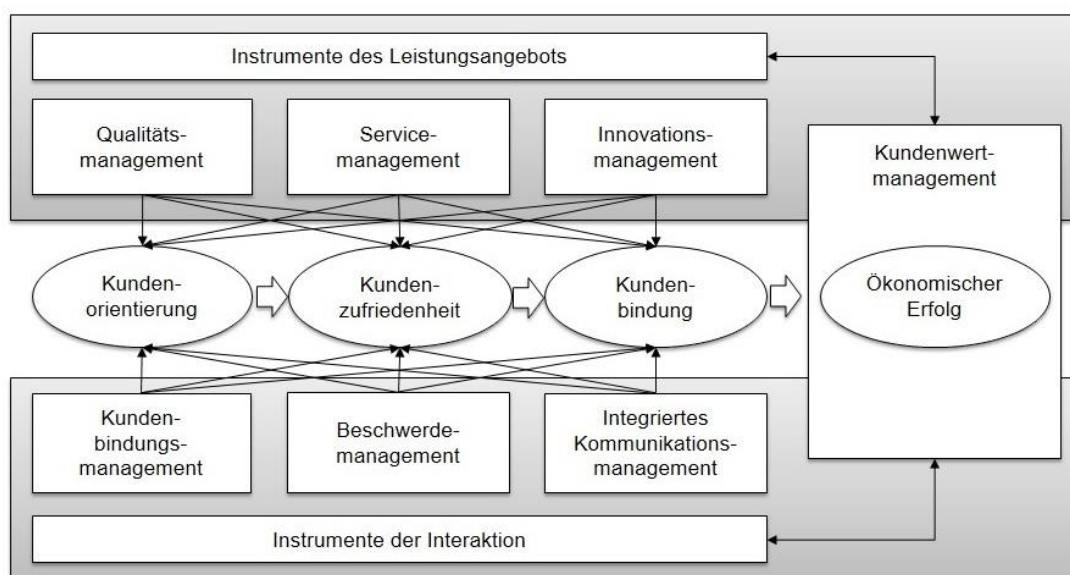 Instrumente des Leistungsangebots
Qualitäts-
management
Service-
management
Innovations-
management
Kundenwert-
management
Kunden-
orientierung
Kunden-
zufriedenheit
Kunden-
bindung
Ökonomischer
Erfolg
Kunden-
bindungs-
management
Beschwerde-
management
Integriertes
Kommunikations-
management
Instrumente der Interaktion